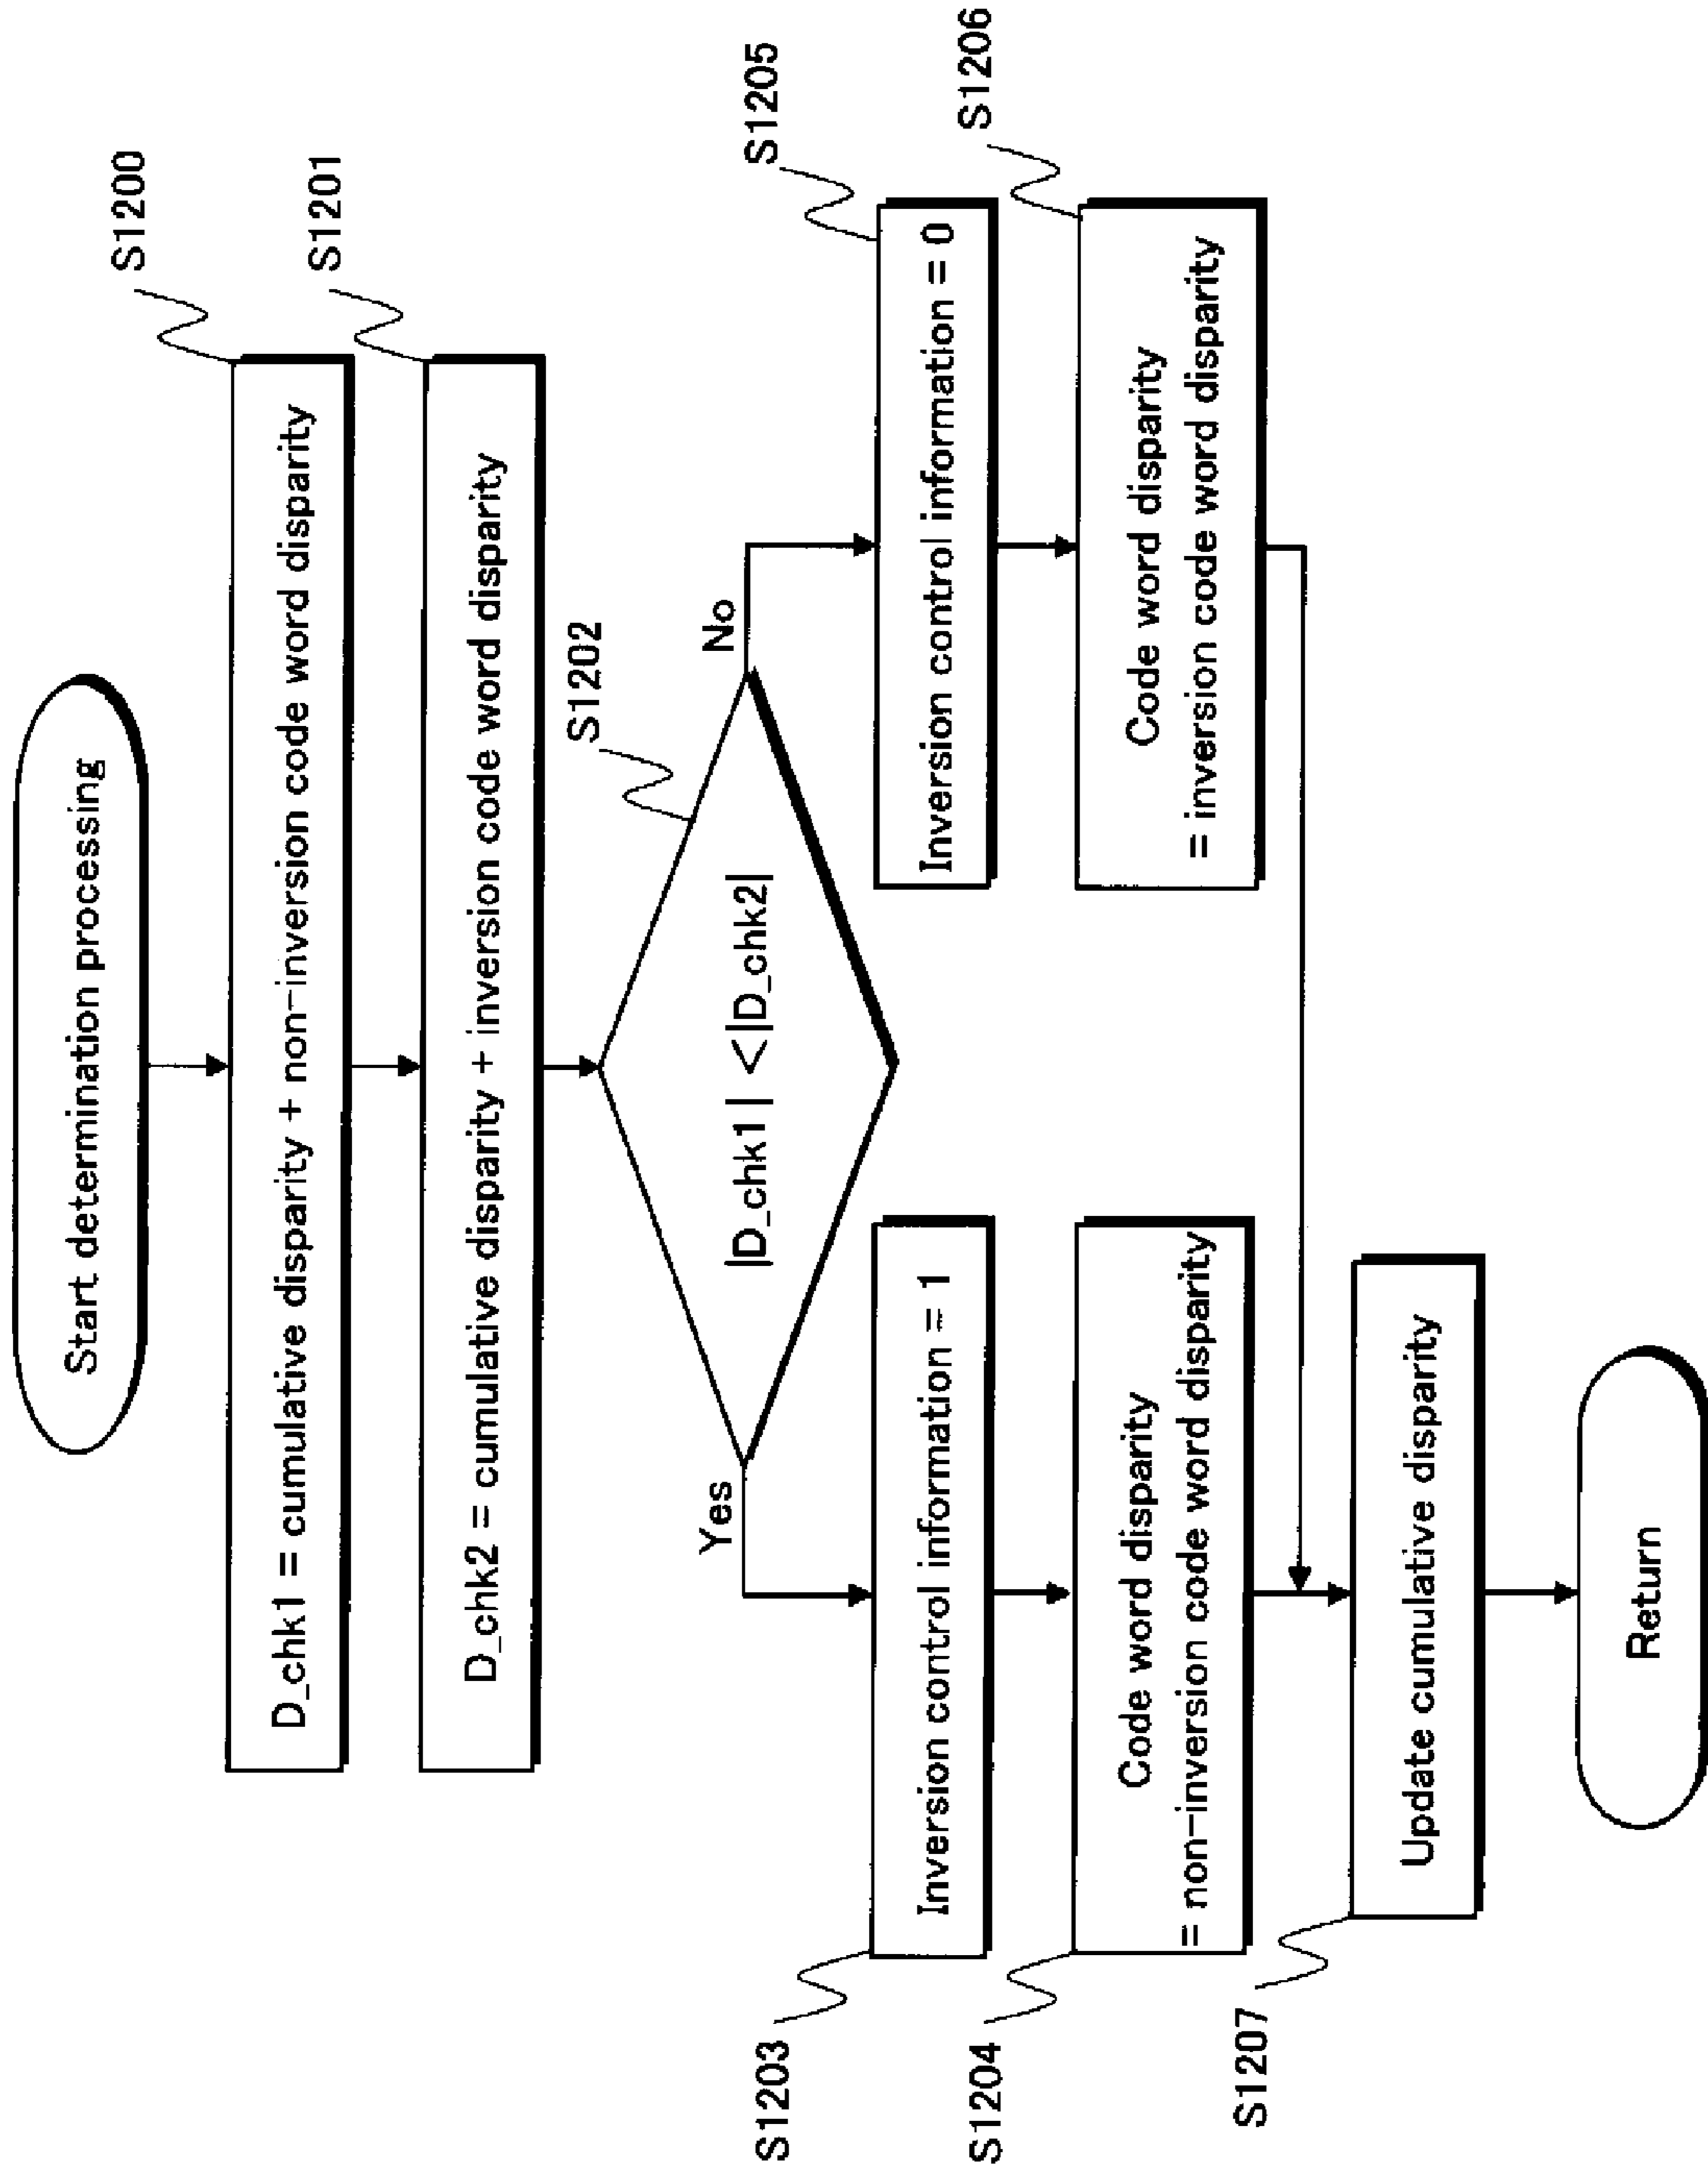 Start determination processing
S1200
D_chk1 = cumulative disparity + non-inversion code word disparity
S1201
D_chk2 = cumulative disparity + inversion code word disparity
S1202
|D_chk1| <|D_chk2|
Yes
No
S1203
Inversion control information = 1
S1205
Inversion control information = 0
S1204
Code word disparity
= non-inversion code word disparity
S1206
Code word disparity
= inversion code word disparity
S1207
Update cumulative disparity
Return